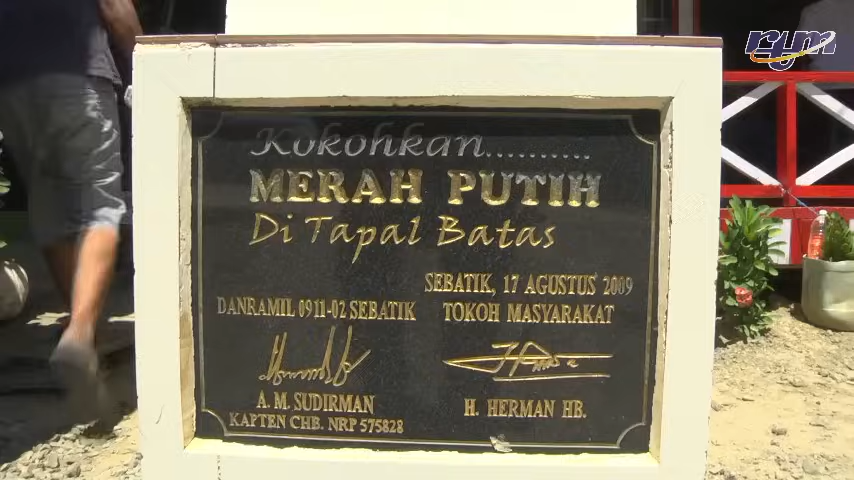 rym
Kokohkan..........
MERAH PUTIH
Di Tapal Batas
SEBATIK, 17 AGUSTUS 2009
DANRAMIL 0911-02 SEBATIK
TOKOH MASYARAKAT
A. M. SUDIRMAN
KAPTEN CHB. NRP 575828
H. HERMAN HB.